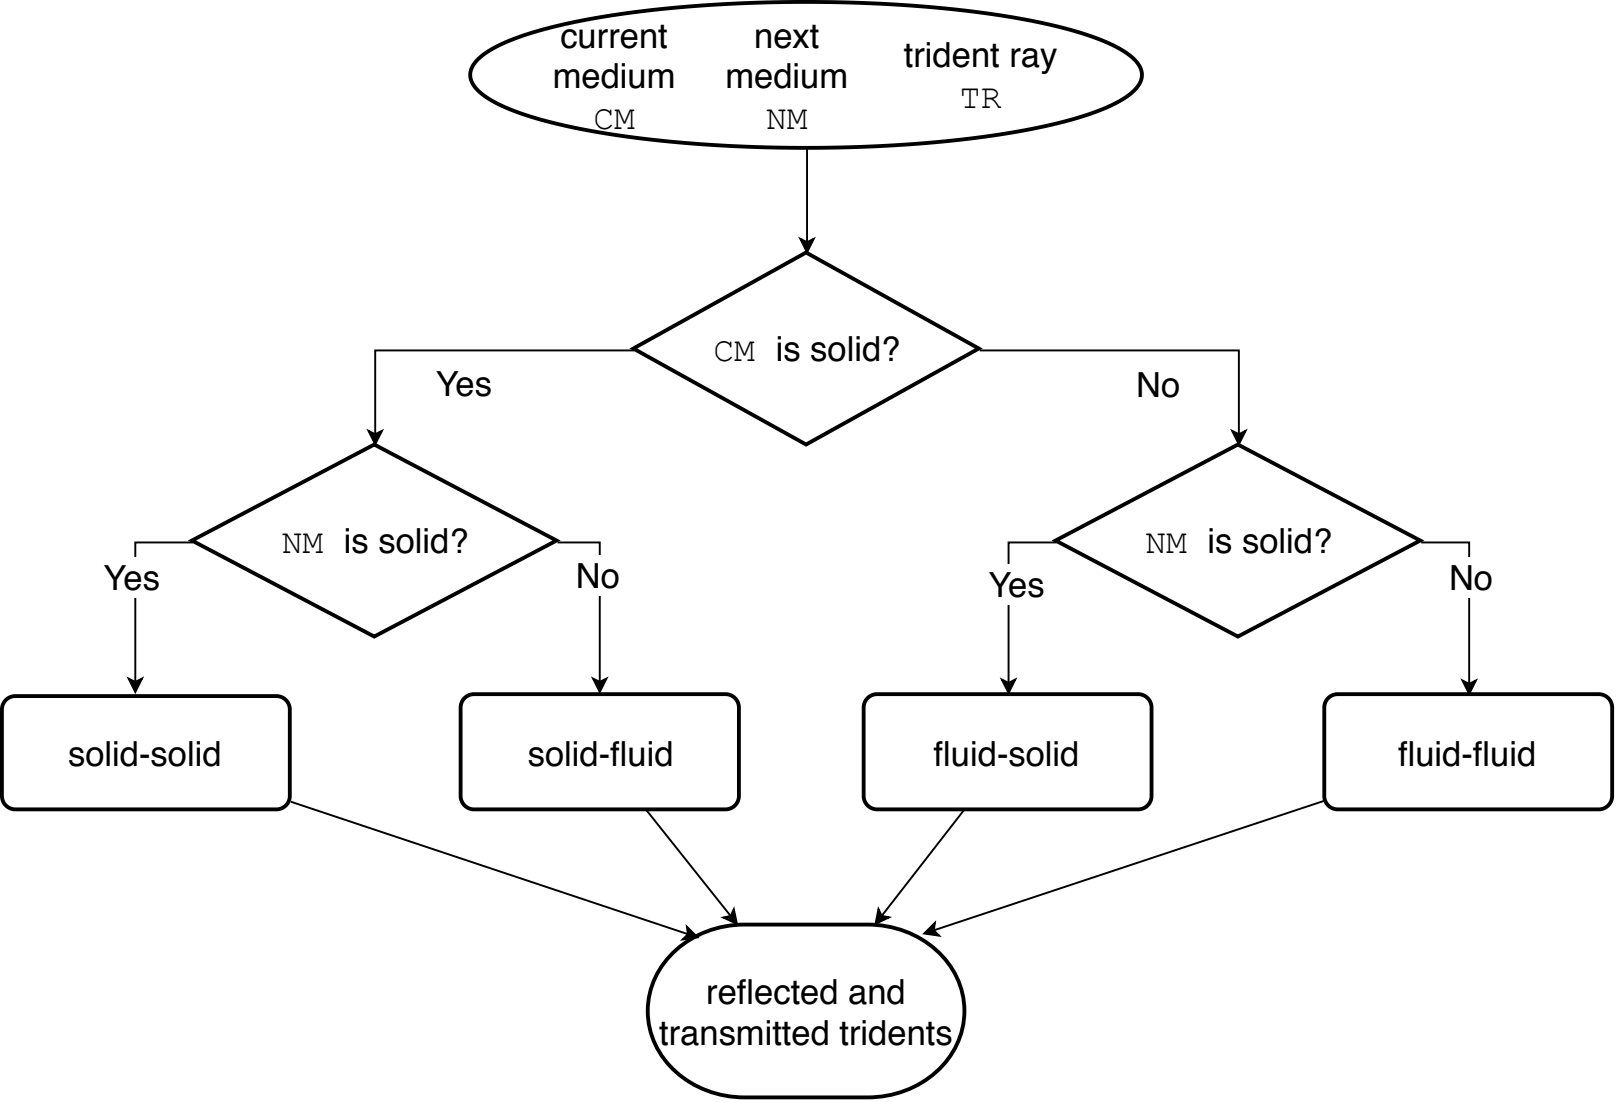 current
medium
CM
next
medium
NM
trident ray
TR
CM is solid?
Yes
No
NM is solid?
Yes
No
NM is solid?
Yes
No
solid-solid
solid-fluid
fluid-solid
fluid-fluid
reflected and
transmitted tridents